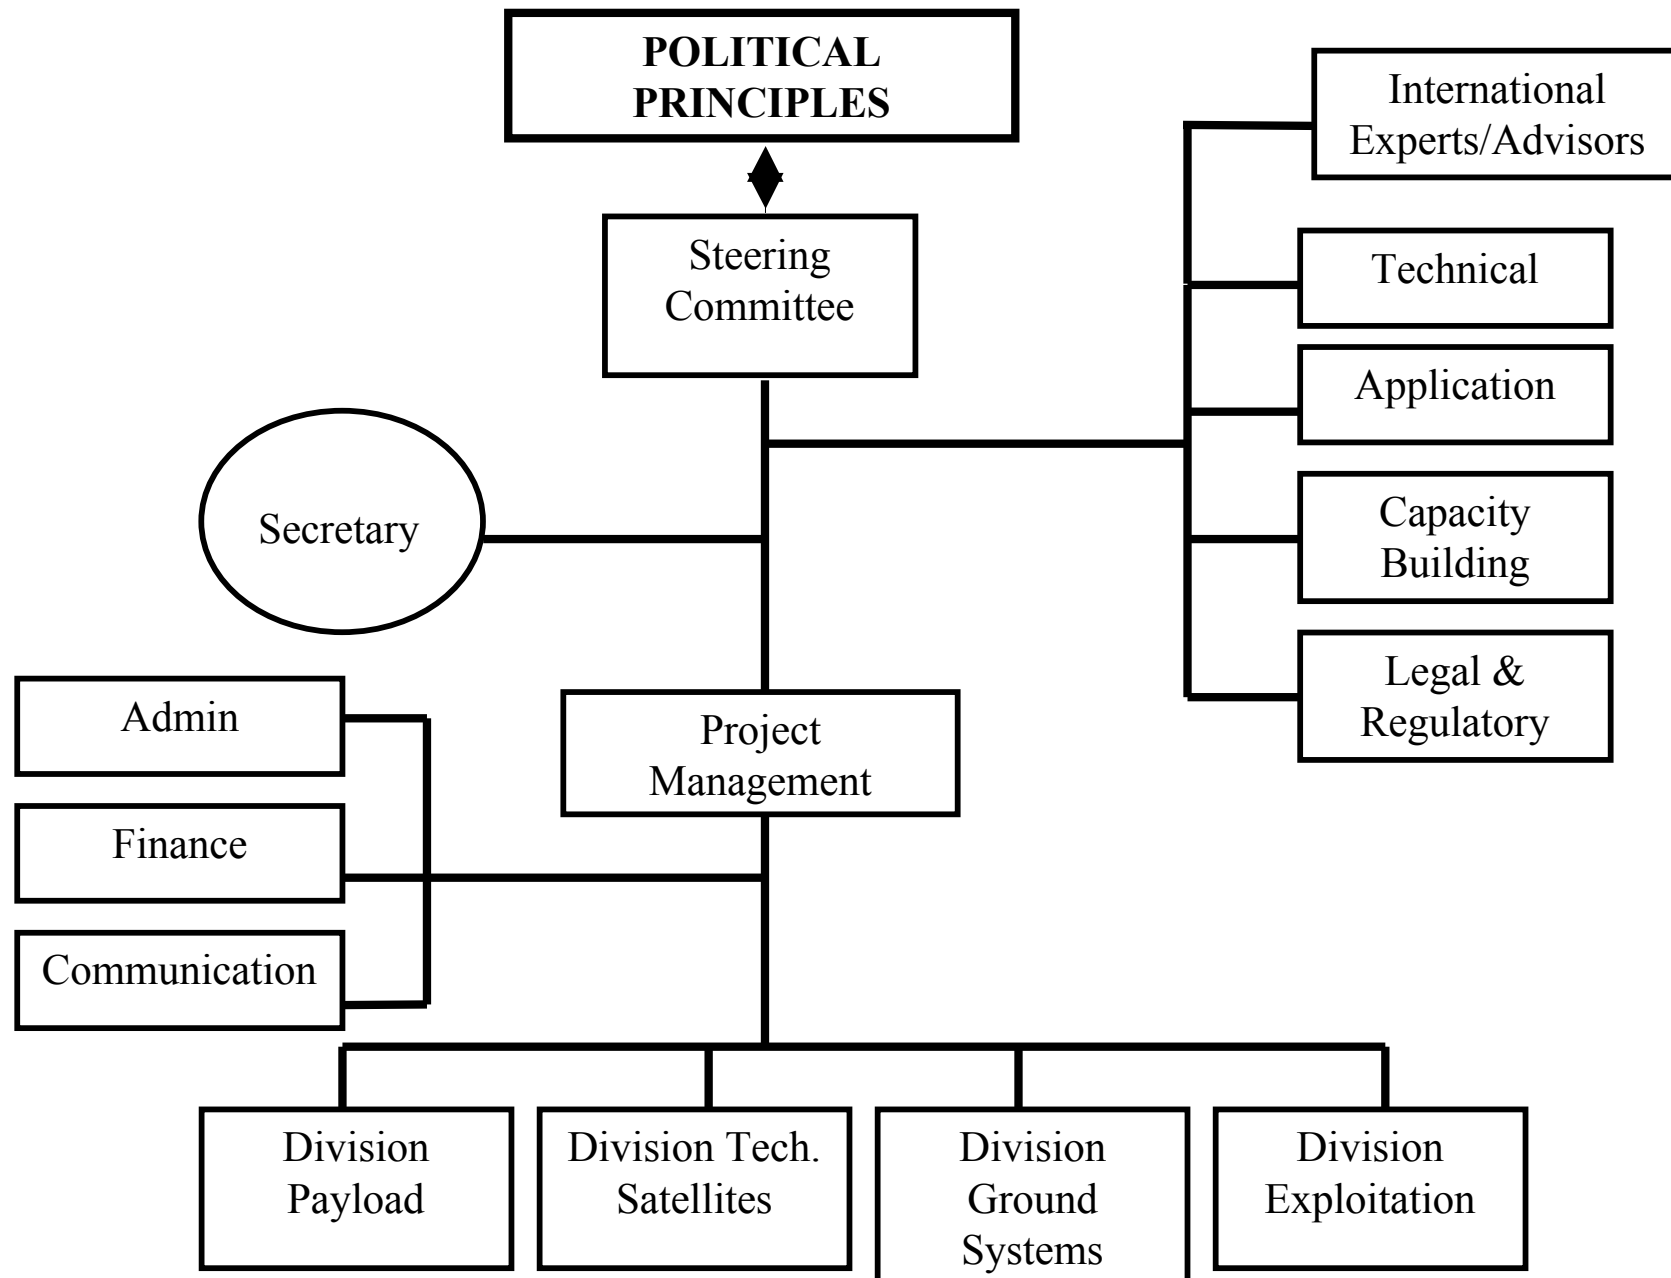 POLITICAL
PRINCIPLES
International
Experts/Advisors
Steering
Committee
Technical
Application
Secretary
Capacity
Building
Legal &
Regulatory
Admin
Project
Management
Finance
Communication
Division
Payload
Division Tech.
Satellites
Division
Ground
Systems
Division
Exploitation